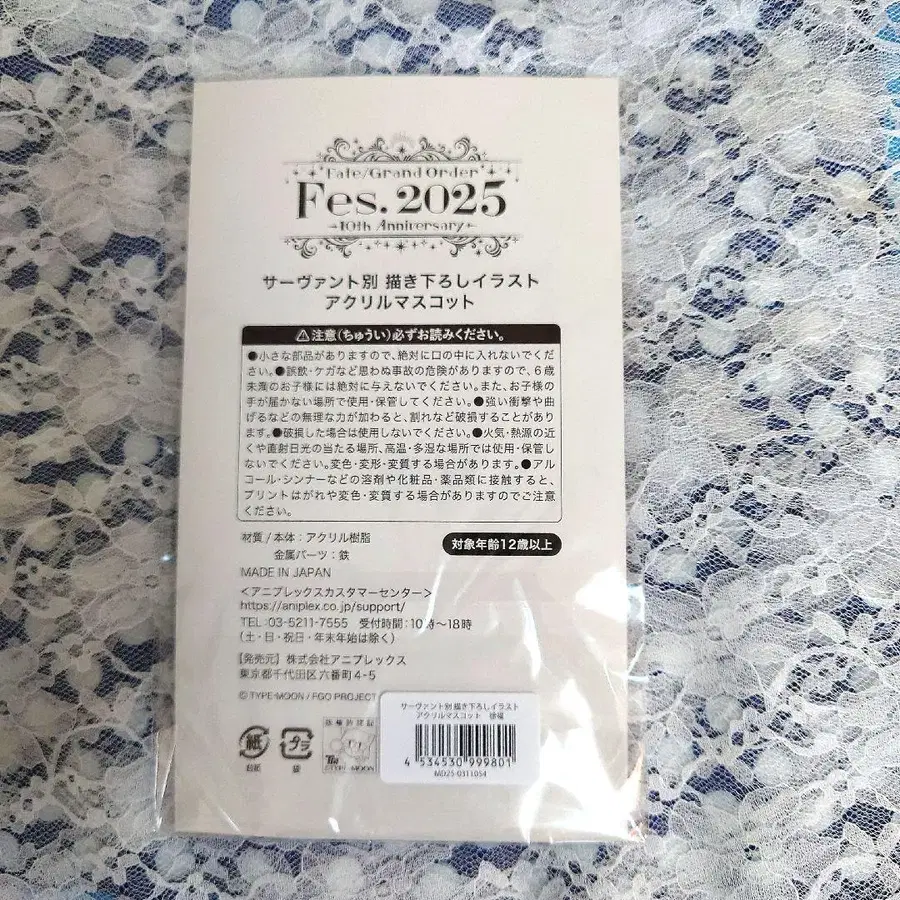 Fate/Grand Order
Fes. 2025
10th Anniversary
サーヴァント別 描き下ろしイラスト
アクリルマスコット
⚠注意(ちゅうい)必ずお読みください。
●小さな部品がありますので、絶対に口の中に入れないでくだ
さい。●誤飲・ケガなど思わぬ事故の危険がありますので、6歳
未満のお子様には絶対に与えないでください。また、お子様の
手が届かない場所で使用・保管してください。●強い衝撃や曲
げるなどの無理な力が加わると、割れなど破損することがあり
ます。●破損した場合は使用しないでください。●火気・熱源の近
くや直射日光の当たる場所、高温・多湿な場所では使用・保管し
ないでください。変色・変形・変質する場合があります。●アル
コール・シンナーなどの溶剤や化粧品・薬品類に接触すると、
プリントはがれや変色・変質する場合がありますのでご注意
ください。
材質 / 本体：アクリル樹脂
金属パーツ：鉄
対象年齢12歳以上
MADE IN JAPAN
＜アニプレックスカスタマーセンター＞
https://aniplex.co.jp/support/
TEL：03-5211-7555 受付時間：10時～18時
(土・日・祝日・年末年始は除く)
【発売元】株式会社アニプレックス
東京都千代田区六番町4-5
© TYPE-MOON / FGO PROJECT
紙
台紙
プラ
袋
版権許諾証
TM
TYPE-MOON
サーヴァント別 描き下ろしイラスト
アクリルマスコット 徐福
4 534530 999801
MD25-0311054